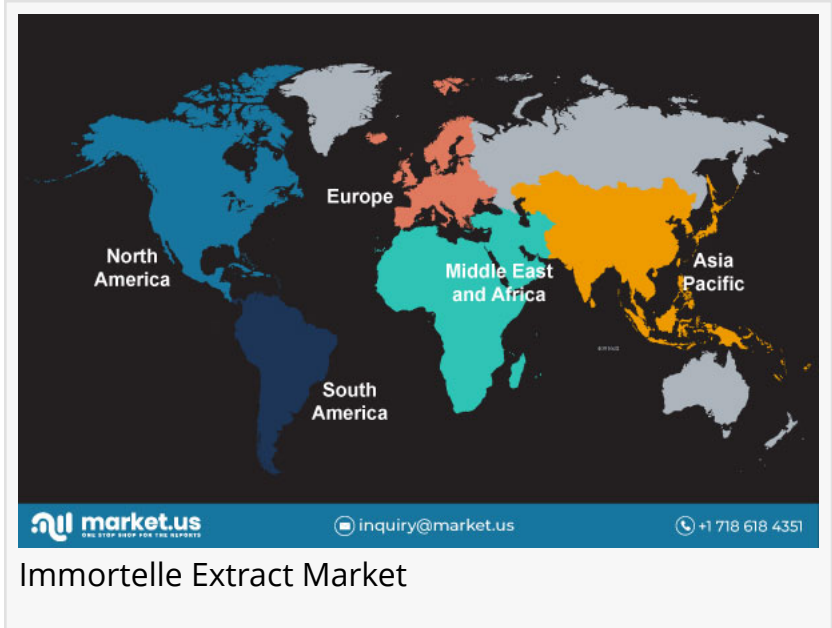 Europe
North
America
Middle East
and Africa
Asia
Pacific
South
America
market.us
ONE STOP SHOP FOR THE REPORTS
inquiry@market.us
+1 718 618 4351
Immortelle Extract Market